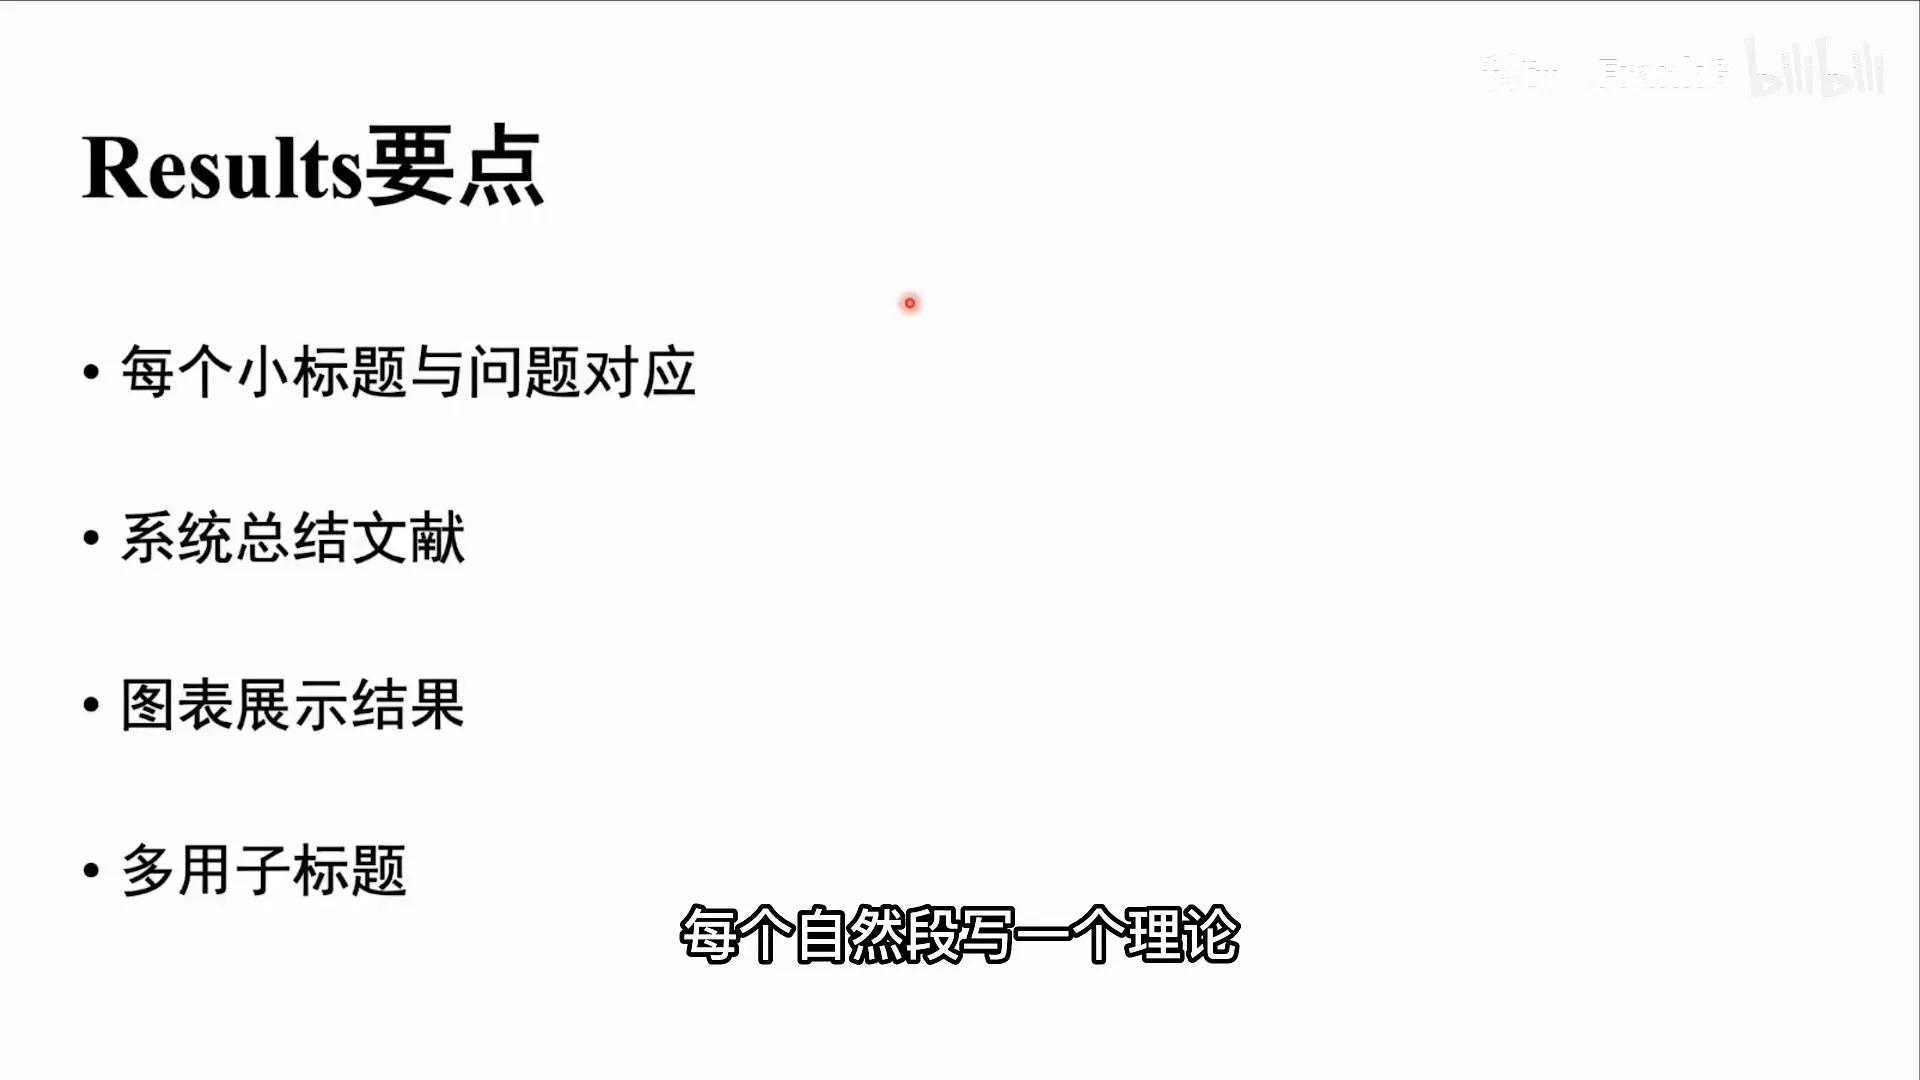 bilibili
Results要点
• 每个小标题与问题对应
• 系统总结文献
• 图表展示结果
• 多用子标题
每个自然段写一个理论